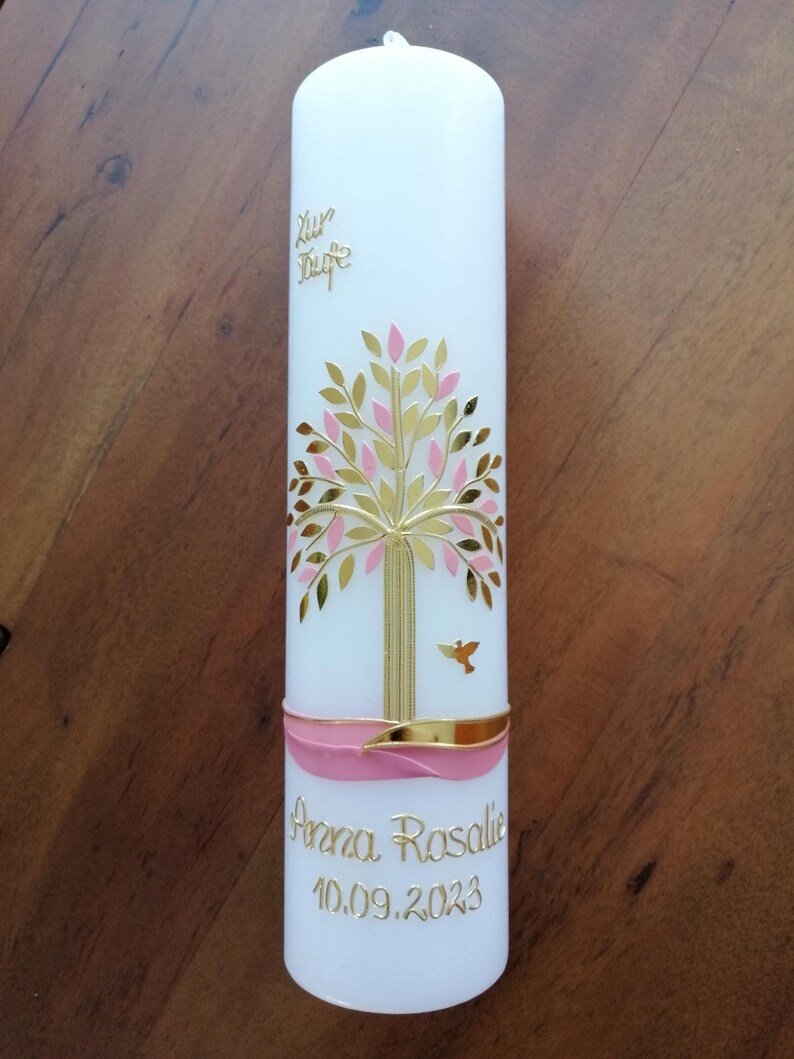 Zur
Taufe
Anna Rosalie
10.09.2023